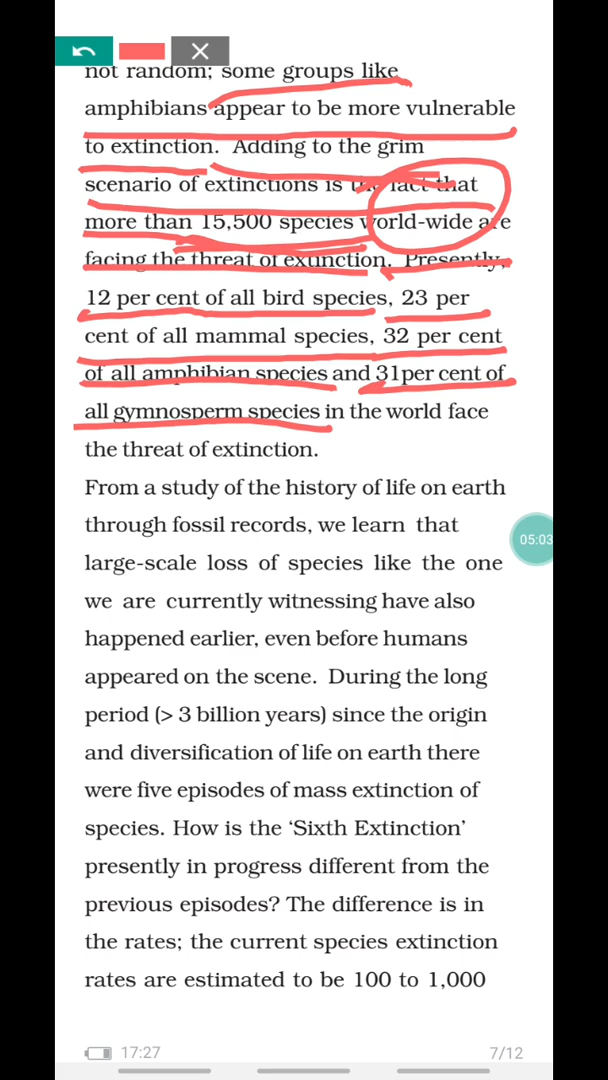 not random; some groups like
amphibians appear to be more vulnerable
to extinction. Adding to the grim
scenario of extinctions is the fact that
more than 15,500 species world-wide are
facing the threat of extinction. Presently,
12 per cent of all bird species, 23 per
cent of all mammal species, 32 per cent
of all amphibian species and 31per cent of
all gymnosperm species in the world face
the threat of extinction.
From a study of the history of life on earth
through fossil records, we learn that
large-scale loss of species like the one
we are currently witnessing have also
happened earlier, even before humans
appeared on the scene. During the long
period (> 3 billion years) since the origin
and diversification of life on earth there
were five episodes of mass extinction of
species. How is the ‘Sixth Extinction’
presently in progress different from the
previous episodes? The difference is in
the rates; the current species extinction
rates are estimated to be 100 to 1,000
05:03
17:27 7/12